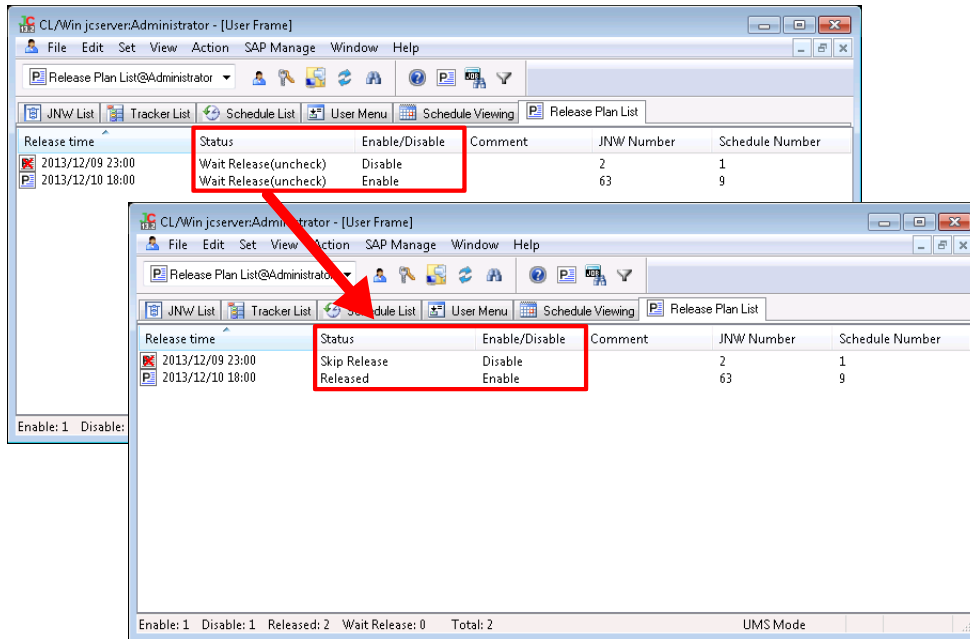 CL/Win jcserver:Administrator - [User Frame]
File Edit Set View Action SAP Manage Window Help
Release Plan List@Administrator
JNW List Tracker List Schedule List User Menu Schedule Viewing Release Plan List
Release time Status Enable/Disable Comment JNW Number Schedule Number
2013/12/09 23:00 Wait Release(uncheck) Disable 2 1
2013/12/10 18:00 Wait Release(uncheck) Enable 63 9
Enable: 1 Disable:
CL/Win jcserver:Administrator - [User Frame]
File Edit Set View Action SAP Manage Window Help
Release Plan List@Administrator
JNW List Tracker List Schedule List User Menu Schedule Viewing Release Plan List
Release time Status Enable/Disable Comment JNW Number Schedule Number
2013/12/09 23:00 Skip Release Disable 2 1
2013/12/10 18:00 Released Enable 63 9
Enable: 1 Disable: 1 Released: 2 Wait Release: 0 Total: 2 UMS Mode